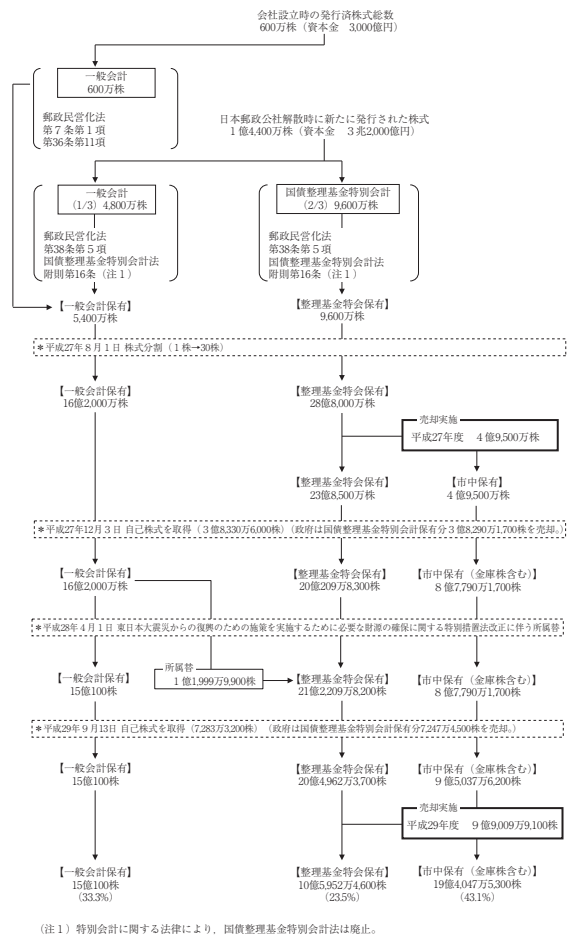 会社設立時の発行済株式総数
600万株（資本金　3,000億円）
一般会計
600万株
郵政民営化法
第７条第１項
第36条第11項
日本郵政公社解散時に新たに発行された株式
１億4,400万株（資本金　３兆2,000億円）
一般会計
（1/3）4,800万株
国債整理基金特別会計
（2/3）9,600万株
郵政民営化法
第38条第５項
国債整理基金特別会計法
附則第16条（注１）
郵政民営化法
第38条第５項
国債整理基金特別会計法
附則第16条（注１）
【一般会計保有】
5,400万株
【整理基金特会保有】
9,600万株
＊平成27年８月１日 株式分割（１株→30株）
【一般会計保有】
16億2,000万株
【整理基金特会保有】
28億8,000万株
売却実施
平成27年度　４億9,500万株
【整理基金特会保有】
23億8,500万株
【市中保有】
４億9,500万株
＊平成27年12月３日 自己株式を取得（３億8,330万6,000株）（政府は国債整理基金特別会計保有分３億8,290万1,700株を売却。）
【一般会計保有】
16億2,000万株
【整理基金特会保有】
20億209万8,300株
【市中保有（金庫株含む）】
８億7,790万1,700株
＊平成28年４月１日 東日本大震災からの復興のための施策を実施するために必要な財源の確保に関する特別措置法改正に伴う所属替
所属替
１億1,999万9,900株
【一般会計保有】
15億100株
【整理基金特会保有】
21億2,209万8,200株
【市中保有（金庫株含む）】
８億7,790万1,700株
＊平成29年９月13日 自己株式を取得（7,283万3,200株）（政府は国債整理基金特別会計保有分7,247万4,500株を売却。）
【一般会計保有】
15億100株
【整理基金特会保有】
20億4,962万3,700株
【市中保有（金庫株含む）】
９億5,037万6,200株
売却実施
平成29年度　９億9,009万9,100株
【一般会計保有】
15億100株
（33.3%）
【整理基金特会保有】
10億5,952万4,600株
（23.5%）
【市中保有（金庫株含む）】
19億4,047万5,300株
（43.1%）
（注１）特別会計に関する法律により，国債整理基金特別会計法は廃止。